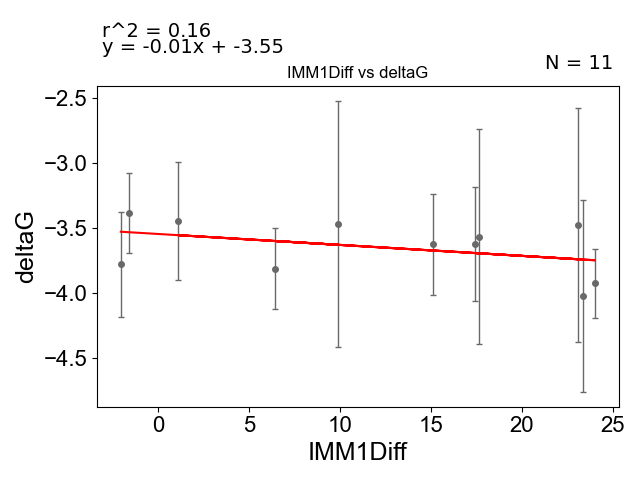 r^2 = 0.16
y = -0.01x + -3.55
N = 11
IMM1Diff vs deltaG
−2.5
−3.0
−3.5
−4.0
−4.5
deltaG
0 5 10 15 20 25
IMM1Diff